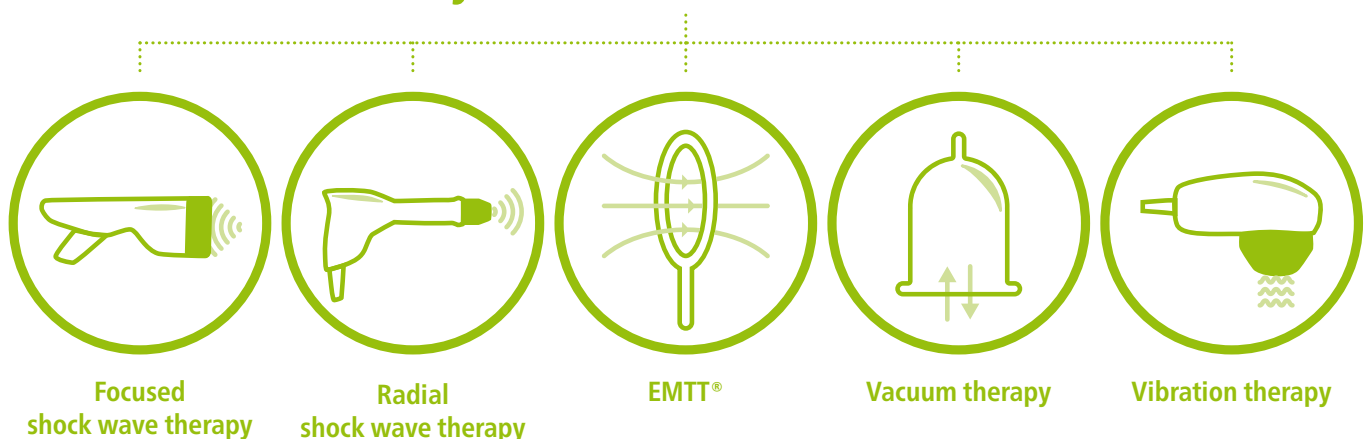 Focused
shock wave therapy
Radial
shock wave therapy
EMTT®
Vacuum therapy
Vibration therapy